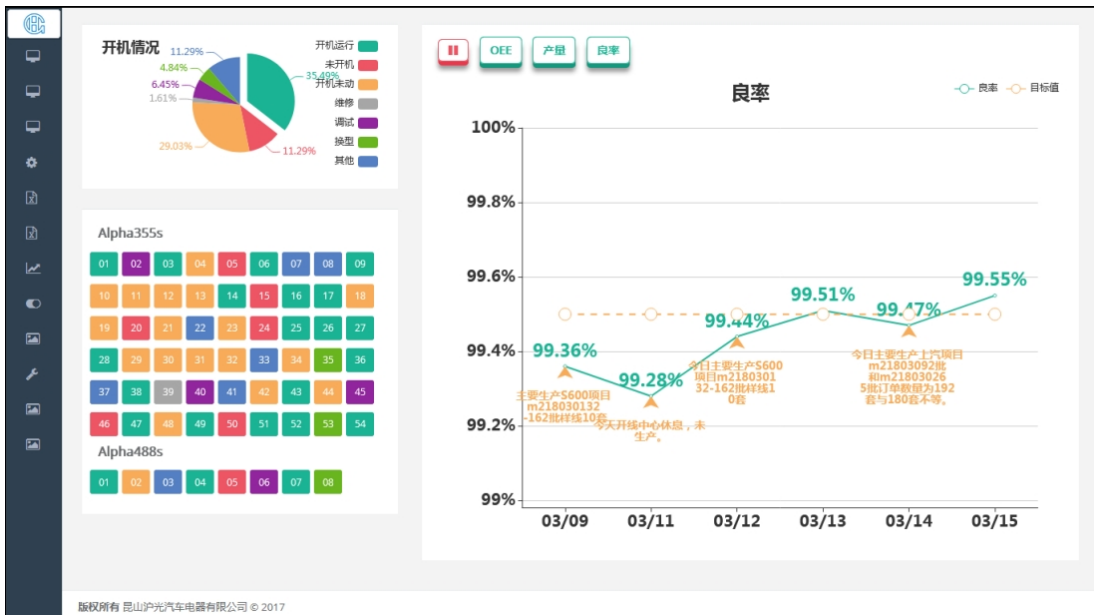 开机情况
11.29%
4.84%
6.45%
1.61%
29.03%
35.49%
11.29%
开机运行
未开机
开机未动
维修
调试
换型
其他
Alpha355s
01 02 03 04 05 06 07 08 09
10 11 12 13 14 15 16 17 18
19 20 21 22 23 24 25 26 27
28 29 30 31 32 33 34 35 36
37 38 39 40 41 42 43 44 45
46 47 48 49 50 51 52 53 54
Alpha488s
01 02 03 04 05 06 07 08
OEE 产量 良率
良率
良率 目标值
100%
99.8%
99.6%
99.4%
99.2%
99%
99.36%
99.28%
99.44%
99.51%
99.47%
99.55%
主要生产S600项目
m218030132
-162批样线10套
今天开线中心休息，未
生产。
今日主要生产S600
项目m2180301
32-162批样线1
0套
今日主要生产上汽项目
m21803092批
和m21803026
5批订单数量为192
套与180套不等。
03/09 03/11 03/12 03/13 03/14 03/15
版权所有 昆山沪光汽车电器有限公司 © 2017